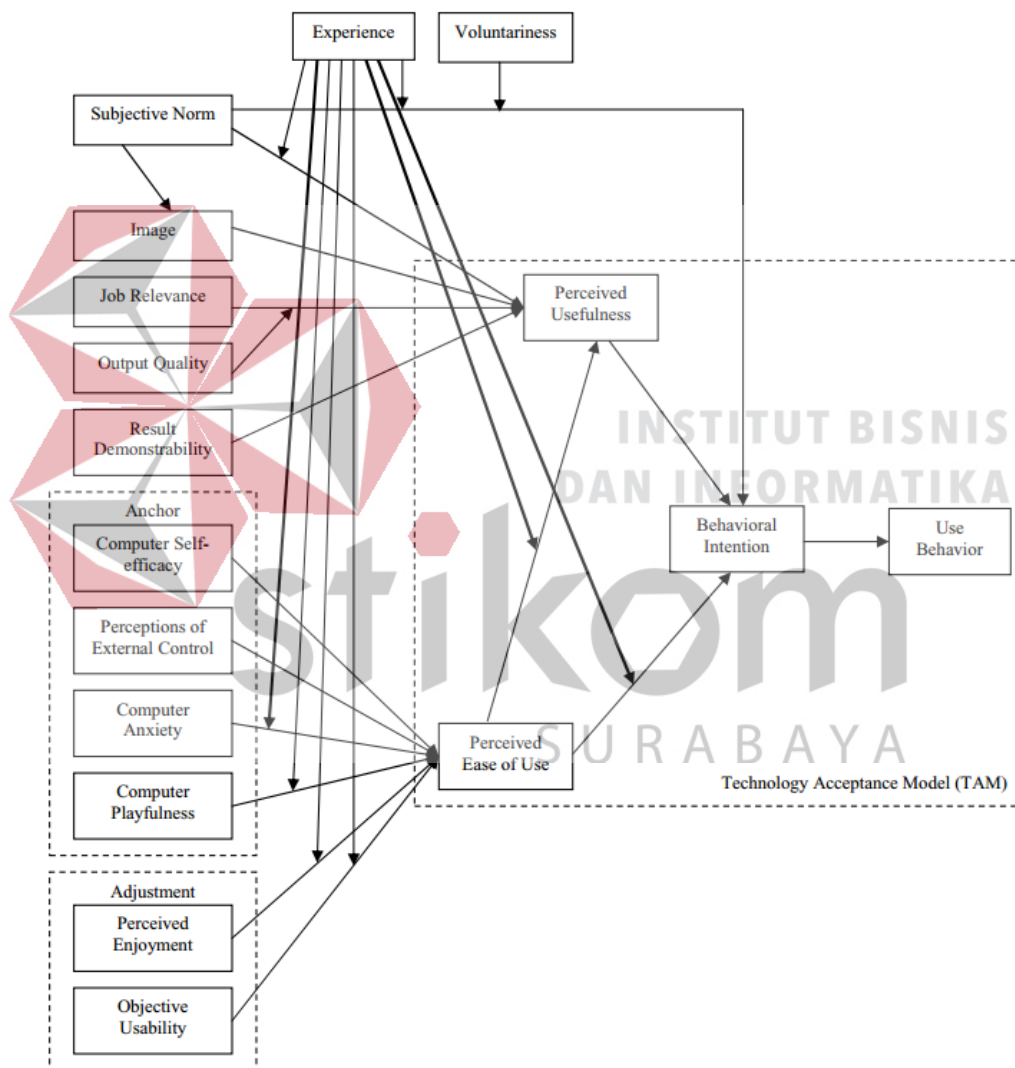 Experience
Voluntariness
Subjective Norm
Image
Job Relevance
Output Quality
Result
Demonstrability
Anchor
Computer Self-
efficacy
Perceptions of
External Control
Computer
Anxiety
Computer
Playfulness
Adjustment
Perceived
Enjoyment
Objective
Usability
Perceived
Usefulness
Perceived
Ease of Use
Behavioral
Intention
Use
Behavior
Technology Acceptance Model (TAM)
INSTITUT BISNIS
DAN INFORMATIKA
stikom
SURABAYA